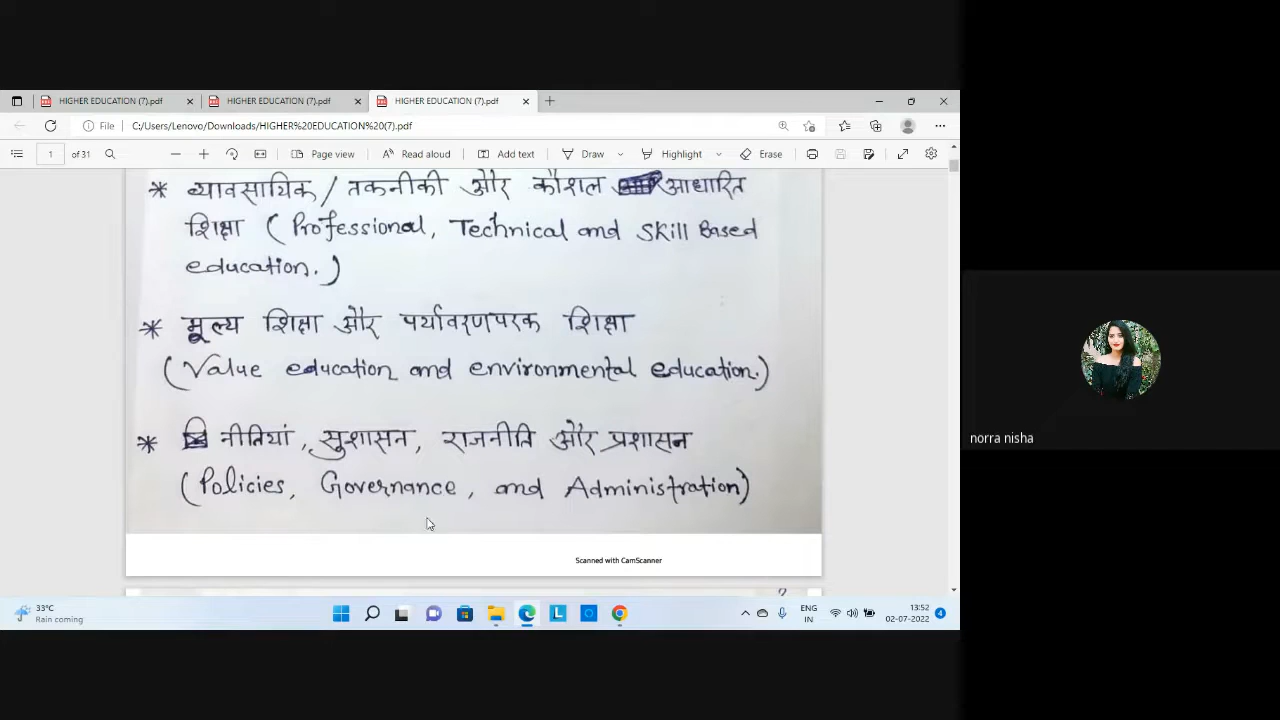 HIGHER EDUCATION (7).pdf
HIGHER EDUCATION (7).pdf
HIGHER EDUCATION (7).pdf
File C:/Users/Lenovo/Downloads/HIGHER%20EDUCATION%20(7).pdf
1 of 31 Page view Read aloud Add text Draw Highlight Erase
* व्यावसायिक / तकनीकी और कौशल आधारित
शिक्षा ( Professional, Technical and Skill Based
education. )
* मूल्य शिक्षा और पर्यावरणपरक शिक्षा
(Value education and environmental education.)
* नीतियां, सुशासन, राजनीति और प्रशासन
(Policies, Governance, and Administration)
Scanned with CamScanner
norra nisha
33°C
Rain coming
ENG
IN
13:52
02-07-2022
4